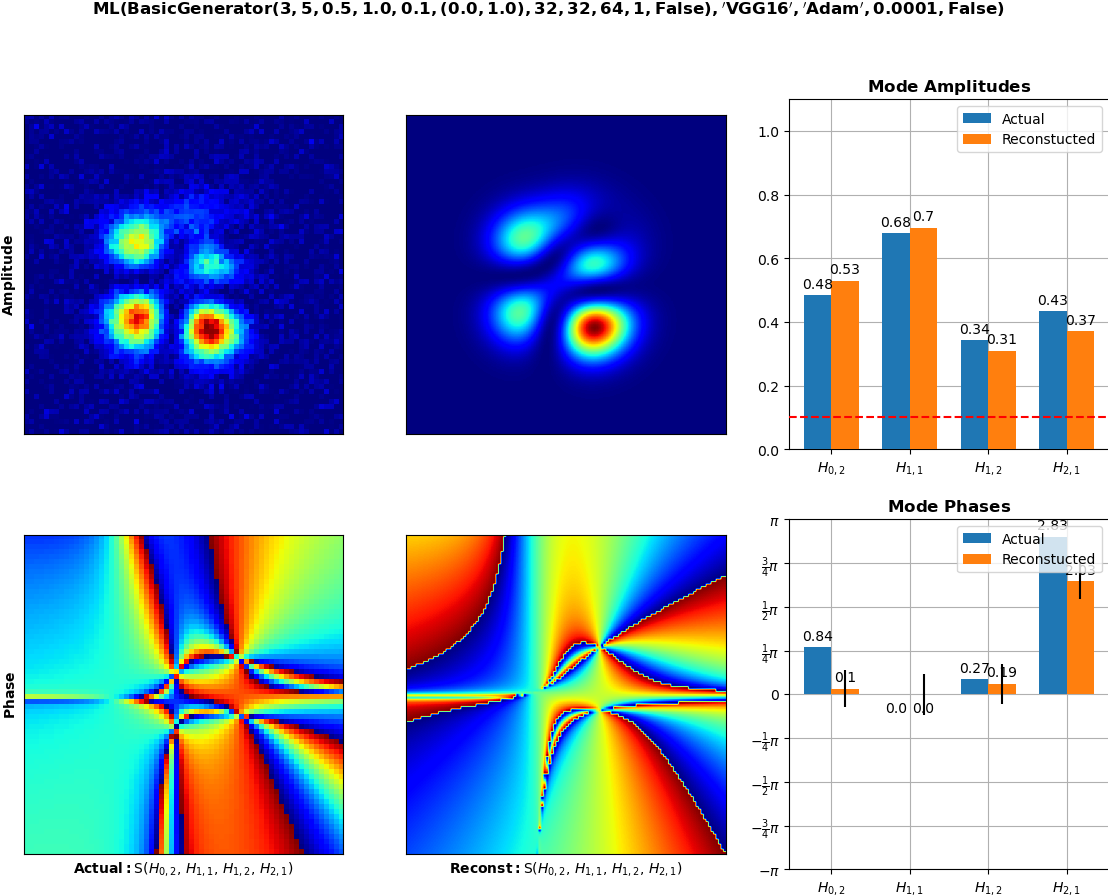 ML(BasicGenerator(3, 5, 0.5, 1.0, 0.1, (0.0, 1.0), 32, 32, 64, 1, False), 'VGG16', 'Adam', 0.0001, False)
Mode Amplitudes
Amplitude
1.0
0.8
0.6
0.4
0.2
0.0
Actual
Reconstucted
0.48
0.53
0.68
0.7
0.34
0.31
0.43
0.37
H0,2
H1,1
H1,2
H2,1
Mode Phases
Phase
π
3/4π
1/2π
1/4π
0
−1/4π
−1/2π
−3/4π
−π
Actual
Reconstucted
0.84
0.1
0.0
0.0
0.27
0.19
2.83
2.03
H0,2
H1,1
H1,2
H2,1
Actual: S(H0,2, H1,1, H1,2, H2,1)
Reconst: S(H0,2, H1,1, H1,2, H2,1)